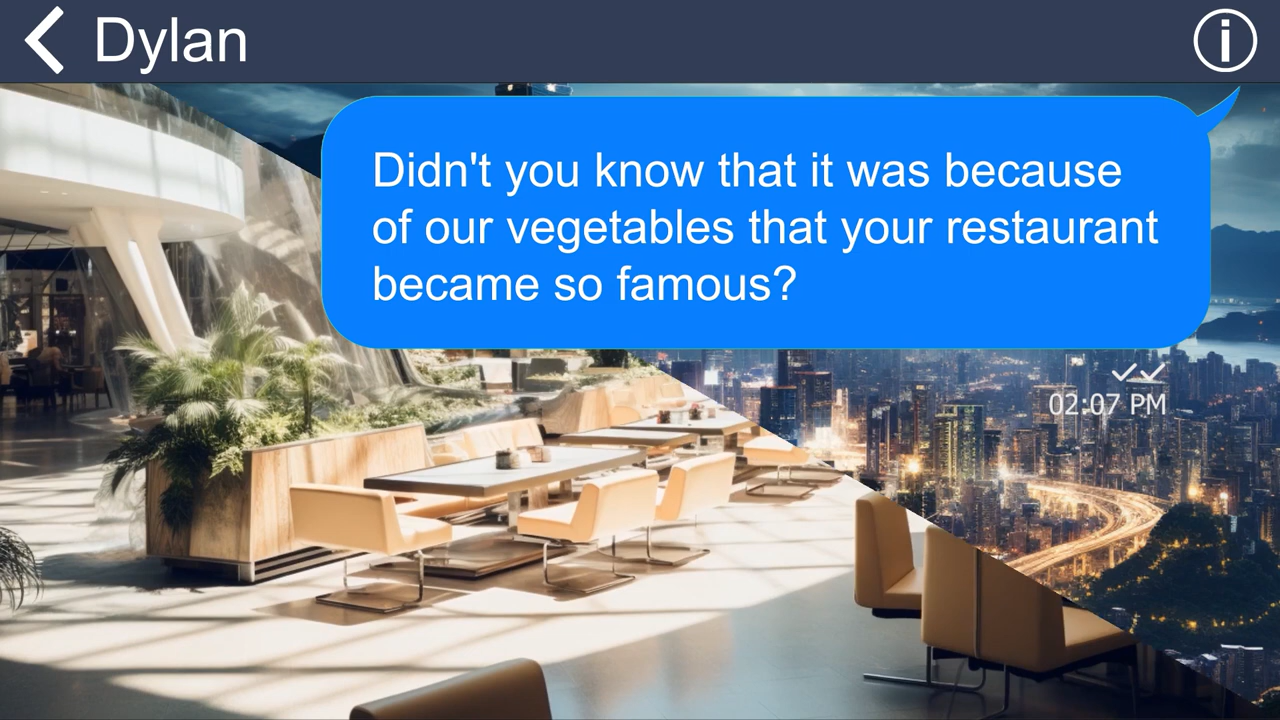 Dylan
Didn't you know that it was because
of our vegetables that your restaurant
became so famous?
02:07 PM